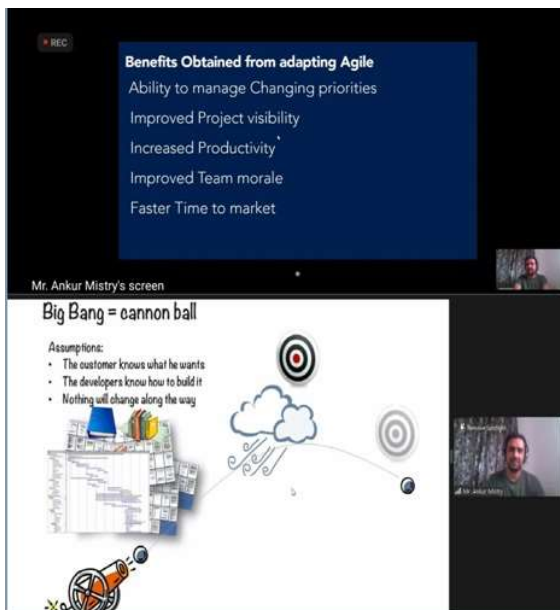 REC
Benefits Obtained from adapting Agile
Ability to manage Changing priorities
Improved Project visibility
Increased Productivity
Improved Team morale
Faster Time to market
Mr. Ankur Mistry's screen
Big Bang = cannon ball
Assumptions:
• The customer knows what he wants
• The developers know how to build it
• Nothing will change along the way
Mr. Ankur Mistry